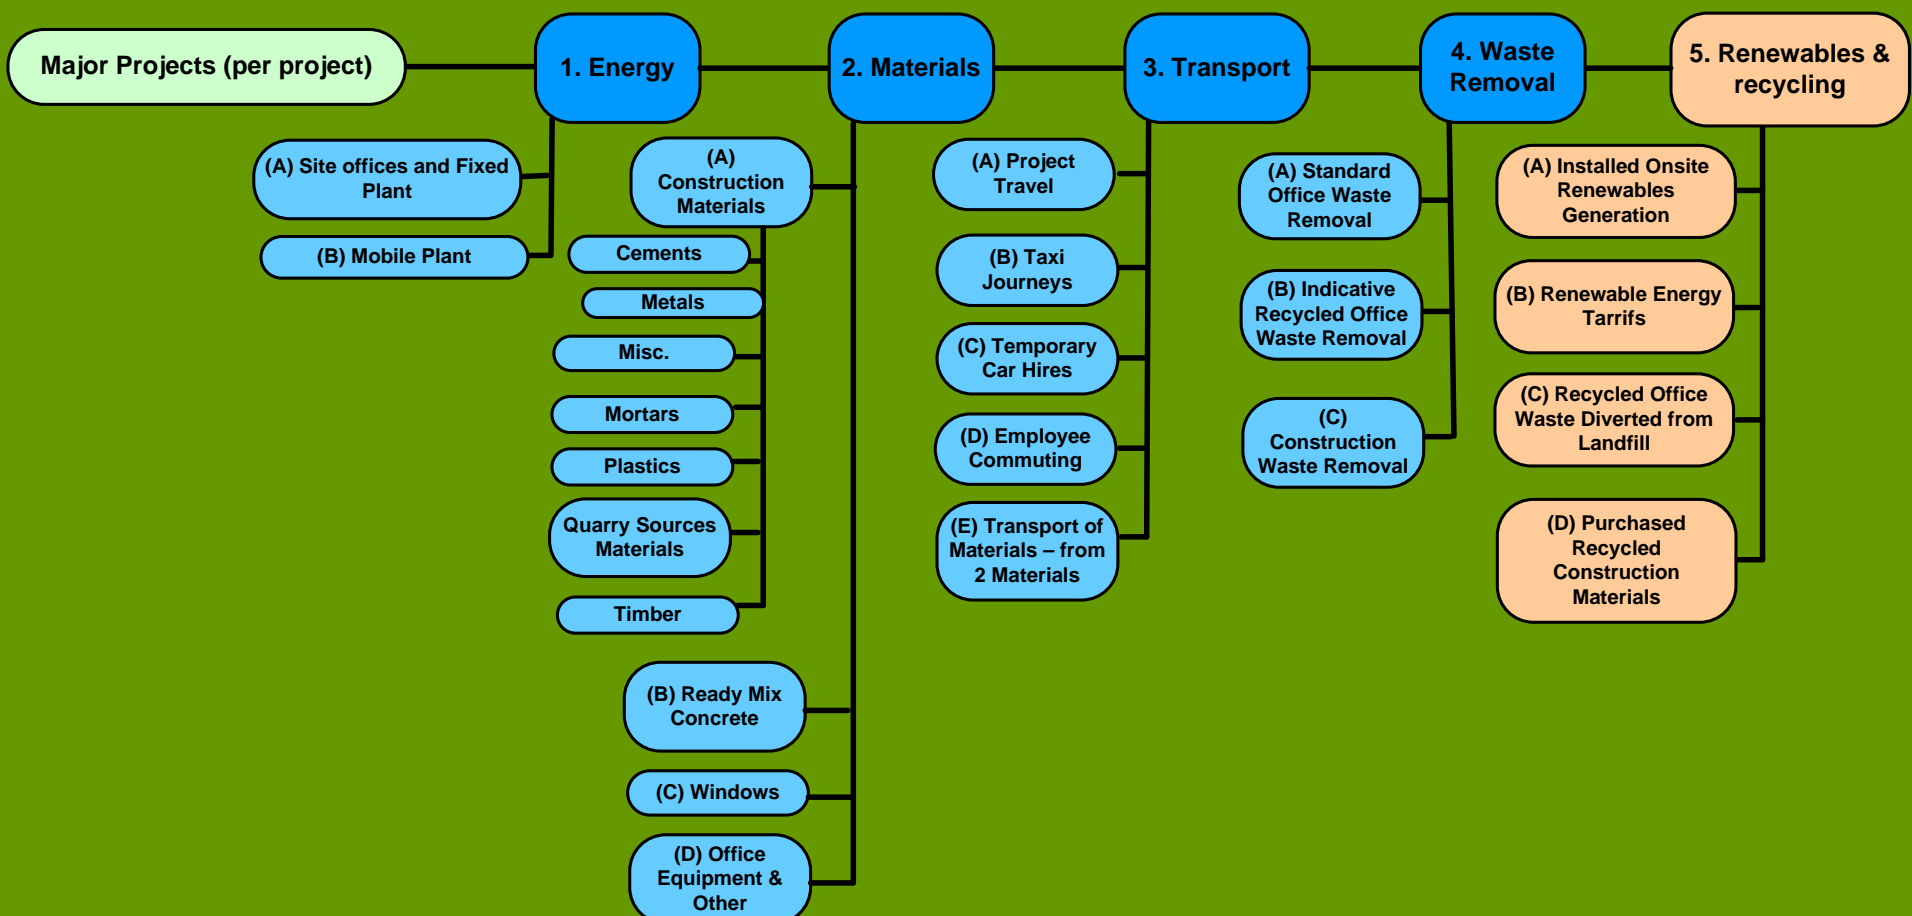 Major Projects (per project)
1. Energy
(A) Site offices and Fixed
Plant
(B) Mobile Plant
2. Materials
(A)
Construction
Materials
Cements
Metals
Misc.
Mortars
Plastics
Quarry Sources
Materials
Timber
(B) Ready Mix
Concrete
(C) Windows
(D) Office
Equipment &
Other
3. Transport
(A) Project
Travel
(B) Taxi
Journeys
(C) Temporary
Car Hires
(D) Employee
Commuting
(E) Transport of
Materials – from
2 Materials
4. Waste
Removal
(A) Standard
Office Waste
Removal
(B) Indicative
Recycled Office
Waste Removal
(C)
Construction
Waste Removal
5. Renewables &
recycling
(A) Installed Onsite
Renewables
Generation
(B) Renewable Energy
Tarrifs
(C) Recycled Office
Waste Diverted from
Landfill
(D) Purchased
Recycled
Construction
Materials